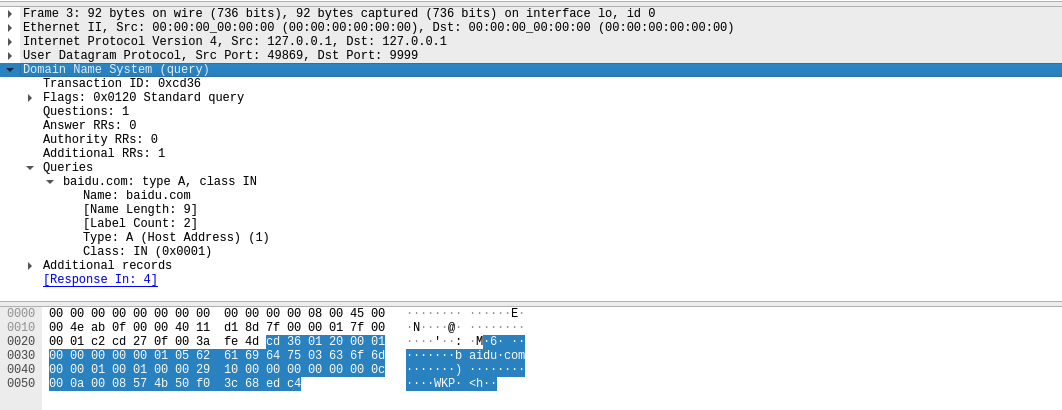 Frame 3: 92 bytes on wire (736 bits), 92 bytes captured (736 bits) on interface lo, id 0
Ethernet II, Src: 00:00:00_00:00:00 (00:00:00:00:00:00), Dst: 00:00:00_00:00:00 (00:00:00:00:00:00)
Internet Protocol Version 4, Src: 127.0.0.1, Dst: 127.0.0.1
User Datagram Protocol, Src Port: 49869, Dst Port: 9999
Domain Name System (query)
Transaction ID: 0xcd36
Flags: 0x0120 Standard query
Questions: 1
Answer RRs: 0
Authority RRs: 0
Additional RRs: 1
Queries
baidu.com: type A, class IN
Name: baidu.com
[Name Length: 9]
[Label Count: 2]
Type: A (Host Address) (1)
Class: IN (0x0001)
Additional records
[Response In: 4]
0000 00 00 00 00 00 00 00 00 00 00 00 00 08 00 45 00 ········ ······E·
0010 00 4e ab 0f 00 00 40 11 d1 8d 7f 00 00 01 7f 00 ·N····@· ········
0020 00 01 c2 cd 27 0f 00 3a fe 4d cd 36 01 20 00 01 ····'··: ·M·6· ··
0030 00 00 00 00 00 01 05 62 61 69 64 75 03 63 6f 6d ·······b aidu·com
0040 00 00 01 00 01 00 00 29 10 00 00 00 00 00 00 0c ·······) ········
0050 00 0a 00 08 57 4b 50 f0 3c 68 ed c4 ····WKP· <h··